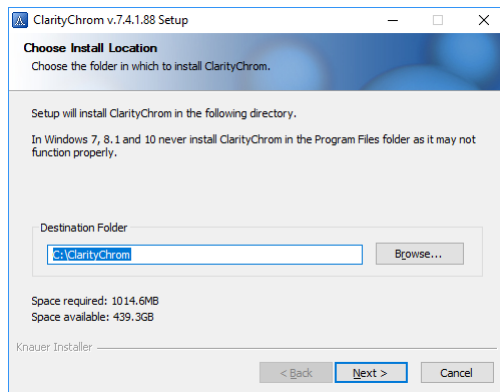 ClarityChrom v.7.4.1.88 Setup
Choose Install Location
Choose the folder in which to install ClarityChrom.
Setup will install ClarityChrom in the following directory.
In Windows 7, 8.1 and 10 never install ClarityChrom in the Program Files folder as it may not
function properly.
Destination Folder
C:\ClarityChrom
Browse...
Space required: 1014.6MB
Space available: 439.3GB
Knauer Installer
< Back
Next >
Cancel